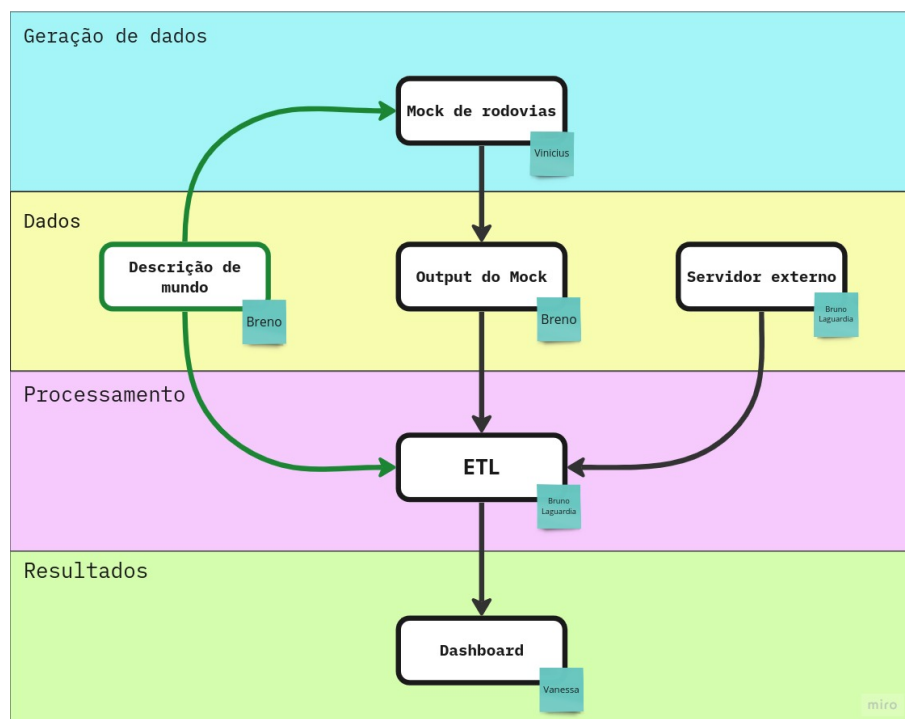 Geração de dados
Mock de rodovias
Vinicius
Dados
Descrição de
mundo
Breno
Output do Mock
Breno
Servidor externo
Bruno
Laguardia
Processamento
ETL
Bruno
Laguardia
Resultados
Dashboard
Vanessa
miro